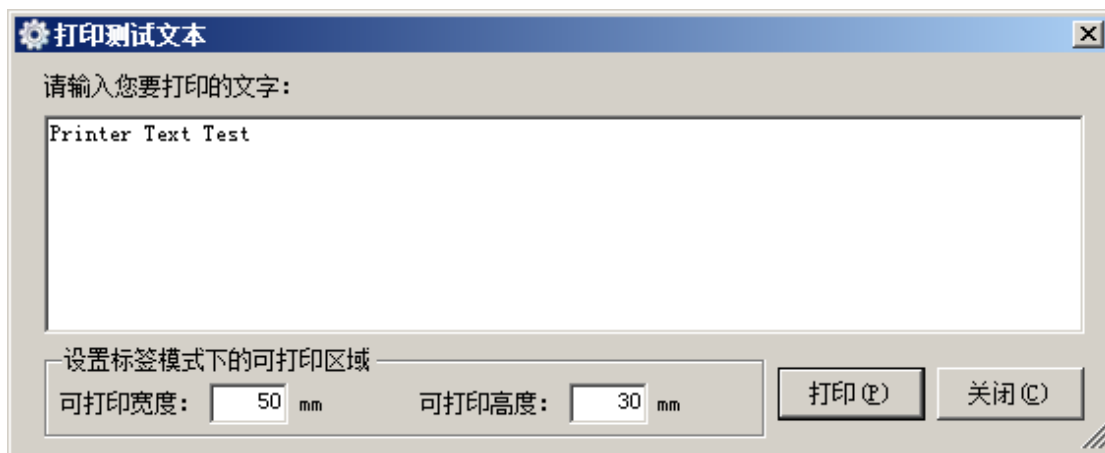 打印测试文本
请输入您要打印的文字:
Printer Text Test
设置标签模式下的可打印区域
可打印宽度: 50 mm 可打印高度: 30 mm
打印(P) 关闭(C)